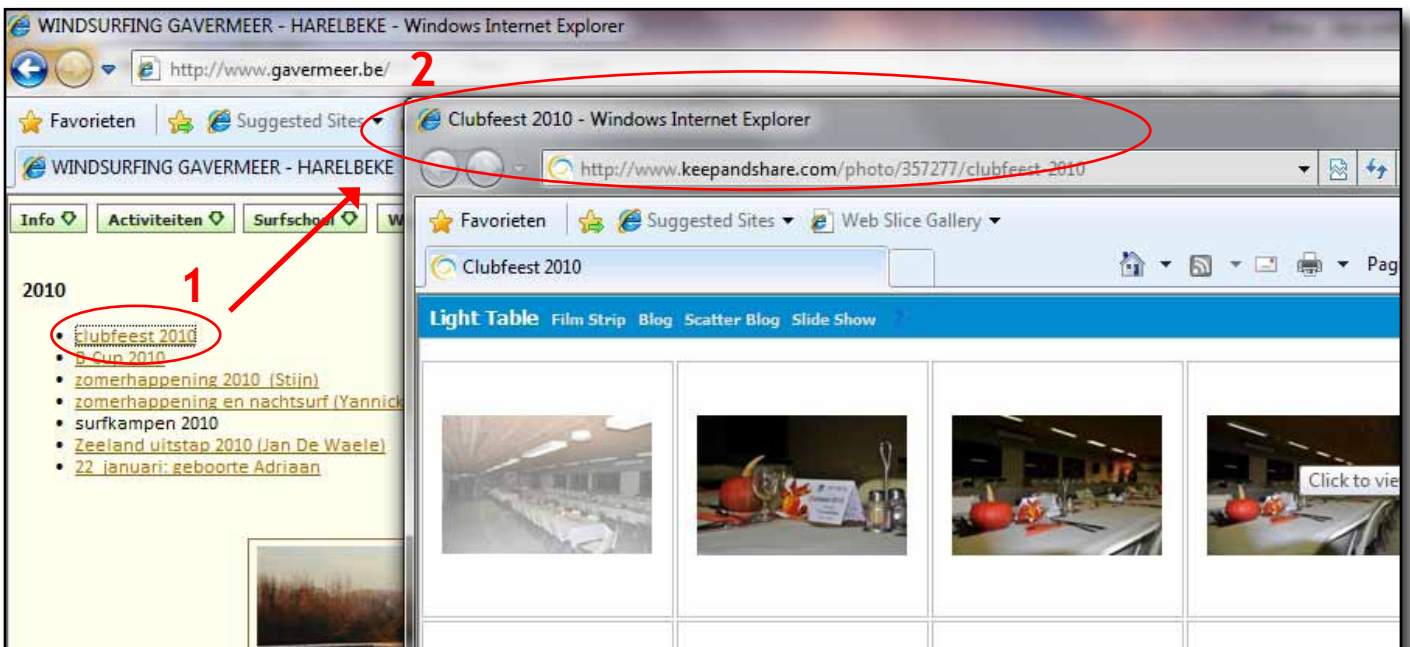 WINDSURFING GAVERMEER - HARELBEKE - Windows Internet Explorer
http://www.gavermeer.be/
2
Favorieten Suggested Sites
WINDSURFING GAVERMEER - HARELBEKE
Info Activiteiten Surfschool W
1
2010
clubfeest 2010
B-Cup 2010
zomerhappening 2010 (Stijn)
zomerhappening en nachtsurf (Yannick
surfkampen 2010
Zeeland uitstap 2010 (Jan De Waele)
22 januari: geboorte Adriaan
Clubfeest 2010 - Windows Internet Explorer
http://www.keepandshare.com/photo/357277/clubfeest-2010
Favorieten Suggested Sites Web Slice Gallery
Clubfeest 2010
Pag
Light Table Film Strip Blog Scatter Blog Slide Show ?
Click to vie